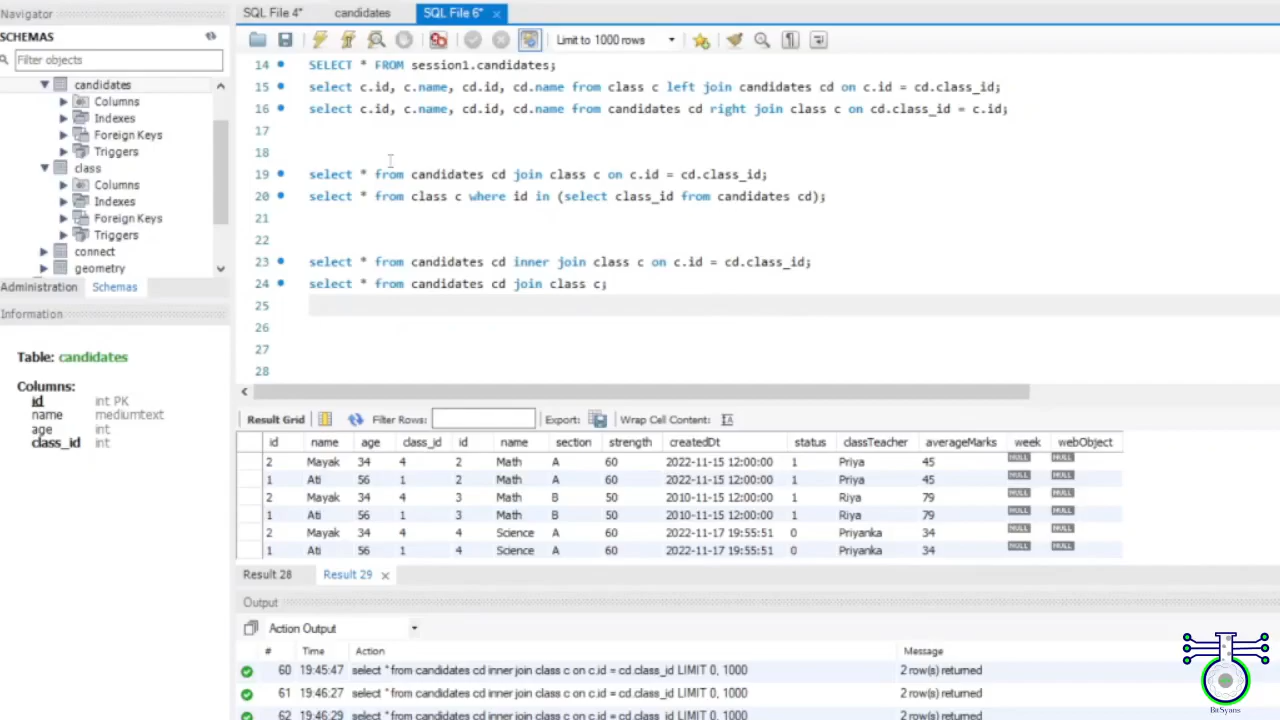 Navigator
SQL File 4*
candidates
SQL File 6* ×
SCHEMAS
Limit to 1000 rows
Filter objects
candidates
Columns
Indexes
Foreign Keys
Triggers
class
Columns
Indexes
Foreign Keys
Triggers
connect
geometry
Administration Schemas
Information
Table: candidates
Columns:
id int PK
name mediumtext
age int
class_id int
14 SELECT * FROM session1.candidates;
15 select c.id, c.name, cd.id, cd.name from class c left join candidates cd on c.id = cd.class_id;
16 select c.id, c.name, cd.id, cd.name from candidates cd right join class c on cd.class_id = c.id;
17
18
19 select * from candidates cd join class c on c.id = cd.class_id;
20 select * from class c where id in (select class_id from candidates cd);
21
22
23 select * from candidates cd inner join class c on c.id = cd.class_id;
24 select * from candidates cd join class c;
25
26
27
28
Result Grid Filter Rows: Export: Wrap Cell Content: IA
id name age class_id id name section strength createdDt status classTeacher averageMarks week webObject
2 Mayak 34 4 2 Math A 60 2022-11-15 12:00:00 1 Priya 45 NULL NULL
1 Ati 56 1 2 Math A 60 2022-11-15 12:00:00 1 Priya 45 NULL NULL
2 Mayak 34 4 3 Math B 50 2010-11-15 12:00:00 1 Riya 79 NULL NULL
1 Ati 56 1 3 Math B 50 2010-11-15 12:00:00 1 Riya 79 NULL NULL
2 Mayak 34 4 4 Science A 60 2022-11-17 19:55:51 0 Priyanka 34 NULL NULL
1 Ati 56 1 4 Science A 60 2022-11-17 19:55:51 0 Priyanka 34 NULL NULL
Result 28 Result 29 ×
Output
Action Output
# Time Action Message
60 19:45:47 select * from candidates cd inner join class c on c.id = cd.class_id LIMIT 0, 1000 2 row(s) returned
61 19:46:27 select * from candidates cd inner join class c on c.id = cd.class_id LIMIT 0, 1000 2 row(s) returned
62 19:46:29 select * from candidates cd inner join class c on c.id = cd.class_id LIMIT 0, 1000 2 row(s) returned
BitSyans